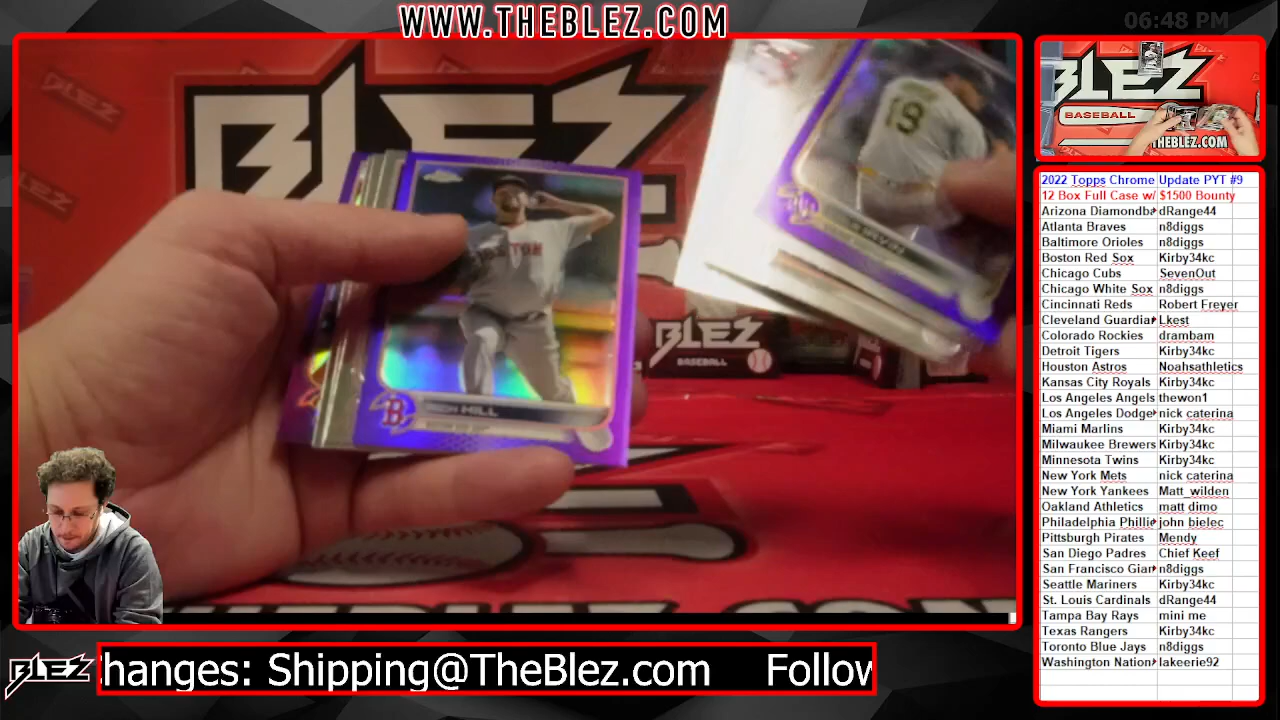 WWW.THEBLEZ.COM
06:48 PM
BLEZ
BLEZ
BASEBALL
THEBLEZ.COM
19
BOSTON
HILL
B
BLEZ
BASEBALL
2022 Topps Chrome Update PYT #9
12 Box Full Case w/ $1500 Bounty
Arizona Diamondba dRange44
Atlanta Braves n8diggs
Baltimore Orioles n8diggs
Boston Red Sox Kirby34kc
Chicago Cubs SevenOut
Chicago White Sox n8diggs
Cincinnati Reds Robert Freyer
Cleveland Guardia Lkest
Colorado Rockies drambam
Detroit Tigers Kirby34kc
Houston Astros Noahsathletics
Kansas City Royals Kirby34kc
Los Angeles Angels thewon1
Los Angeles Dodge nick caterina
Miami Marlins Kirby34kc
Milwaukee Brewers Kirby34kc
Minnesota Twins Kirby34kc
New York Mets nick caterina
New York Yankees Matt_wilden
Oakland Athletics matt dimo
Philadelphia Phillie john bielec
Pittsburgh Pirates Mendy
San Diego Padres Chief Keef
San Francisco Gian n8diggs
Seattle Mariners Kirby34kc
St. Louis Cardinals dRange44
Tampa Bay Rays mini me
Texas Rangers Kirby34kc
Toronto Blue Jays n8diggs
Washington Nation lakeerie92
BLEZ
hanges: Shipping@TheBlez.com Follow